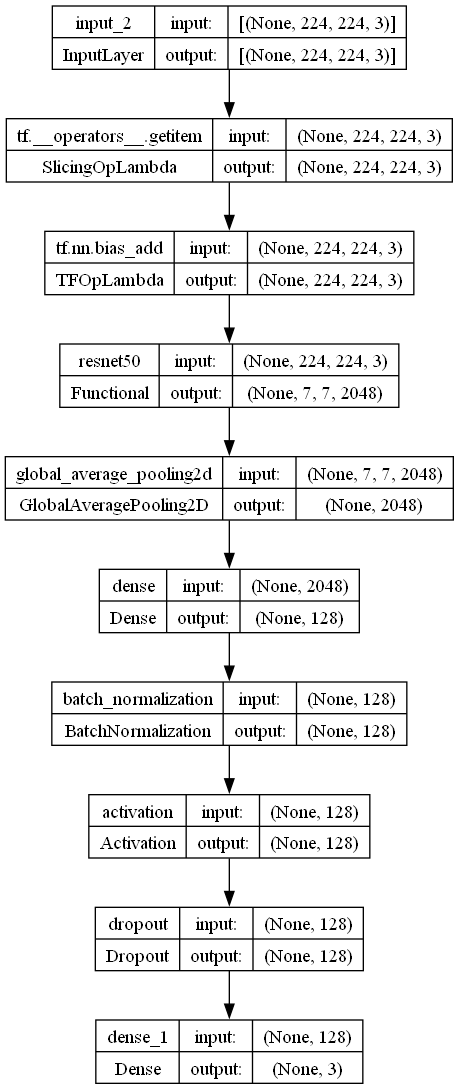 input_2 input: [(None, 224, 224, 3)]
InputLayer output: [(None, 224, 224, 3)]
tf.__operators__.getitem input: (None, 224, 224, 3)
SlicingOpLambda output: (None, 224, 224, 3)
tf.nn.bias_add input: (None, 224, 224, 3)
TFOpLambda output: (None, 224, 224, 3)
resnet50 input: (None, 224, 224, 3)
Functional output: (None, 7, 7, 2048)
global_average_pooling2d input: (None, 7, 7, 2048)
GlobalAveragePooling2D output: (None, 2048)
dense input: (None, 2048)
Dense output: (None, 128)
batch_normalization input: (None, 128)
BatchNormalization output: (None, 128)
activation input: (None, 128)
Activation output: (None, 128)
dropout input: (None, 128)
Dropout output: (None, 128)
dense_1 input: (None, 128)
Dense output: (None, 3)